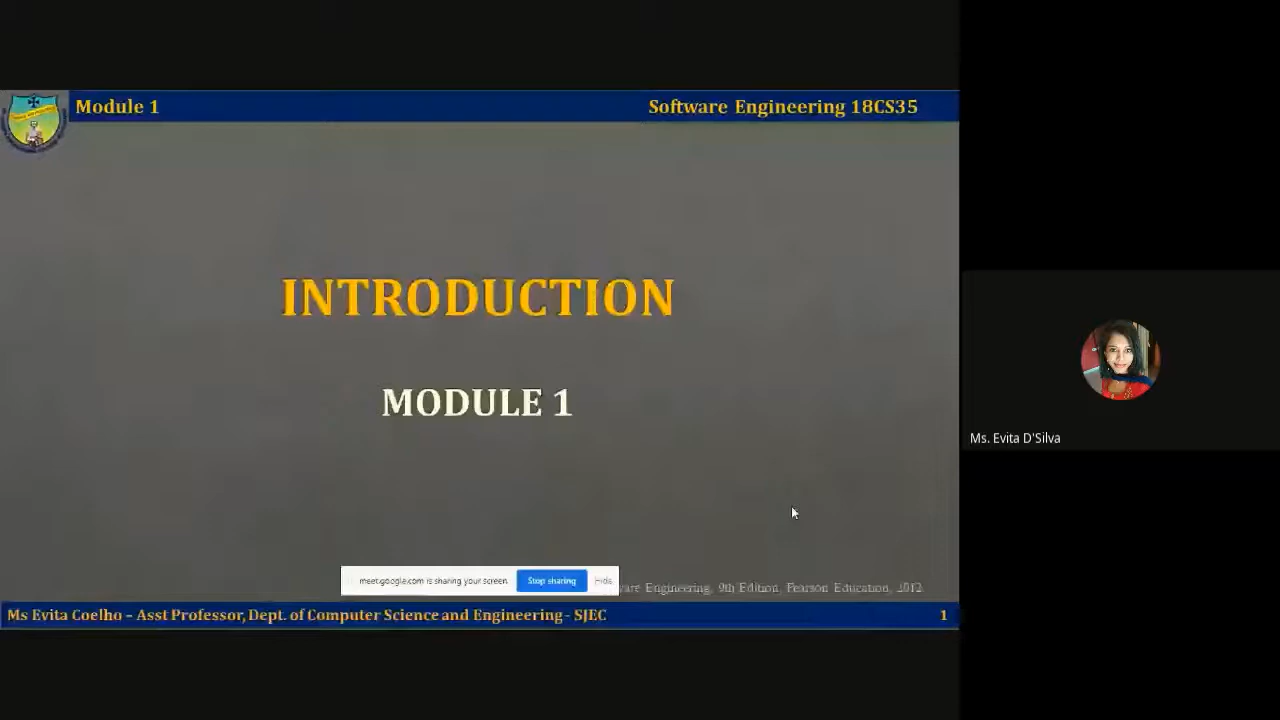 Module 1
Software Engineering 18CS35
INTRODUCTION
MODULE 1
Ms. Evita D'Silva
meet.google.com is sharing your screen
Stop sharing
Hide
Engineering, 9th Edition, Pearson Education, 2012
Ms Evita Coelho – Asst Professor, Dept. of Computer Science and Engineering - SJEC
1